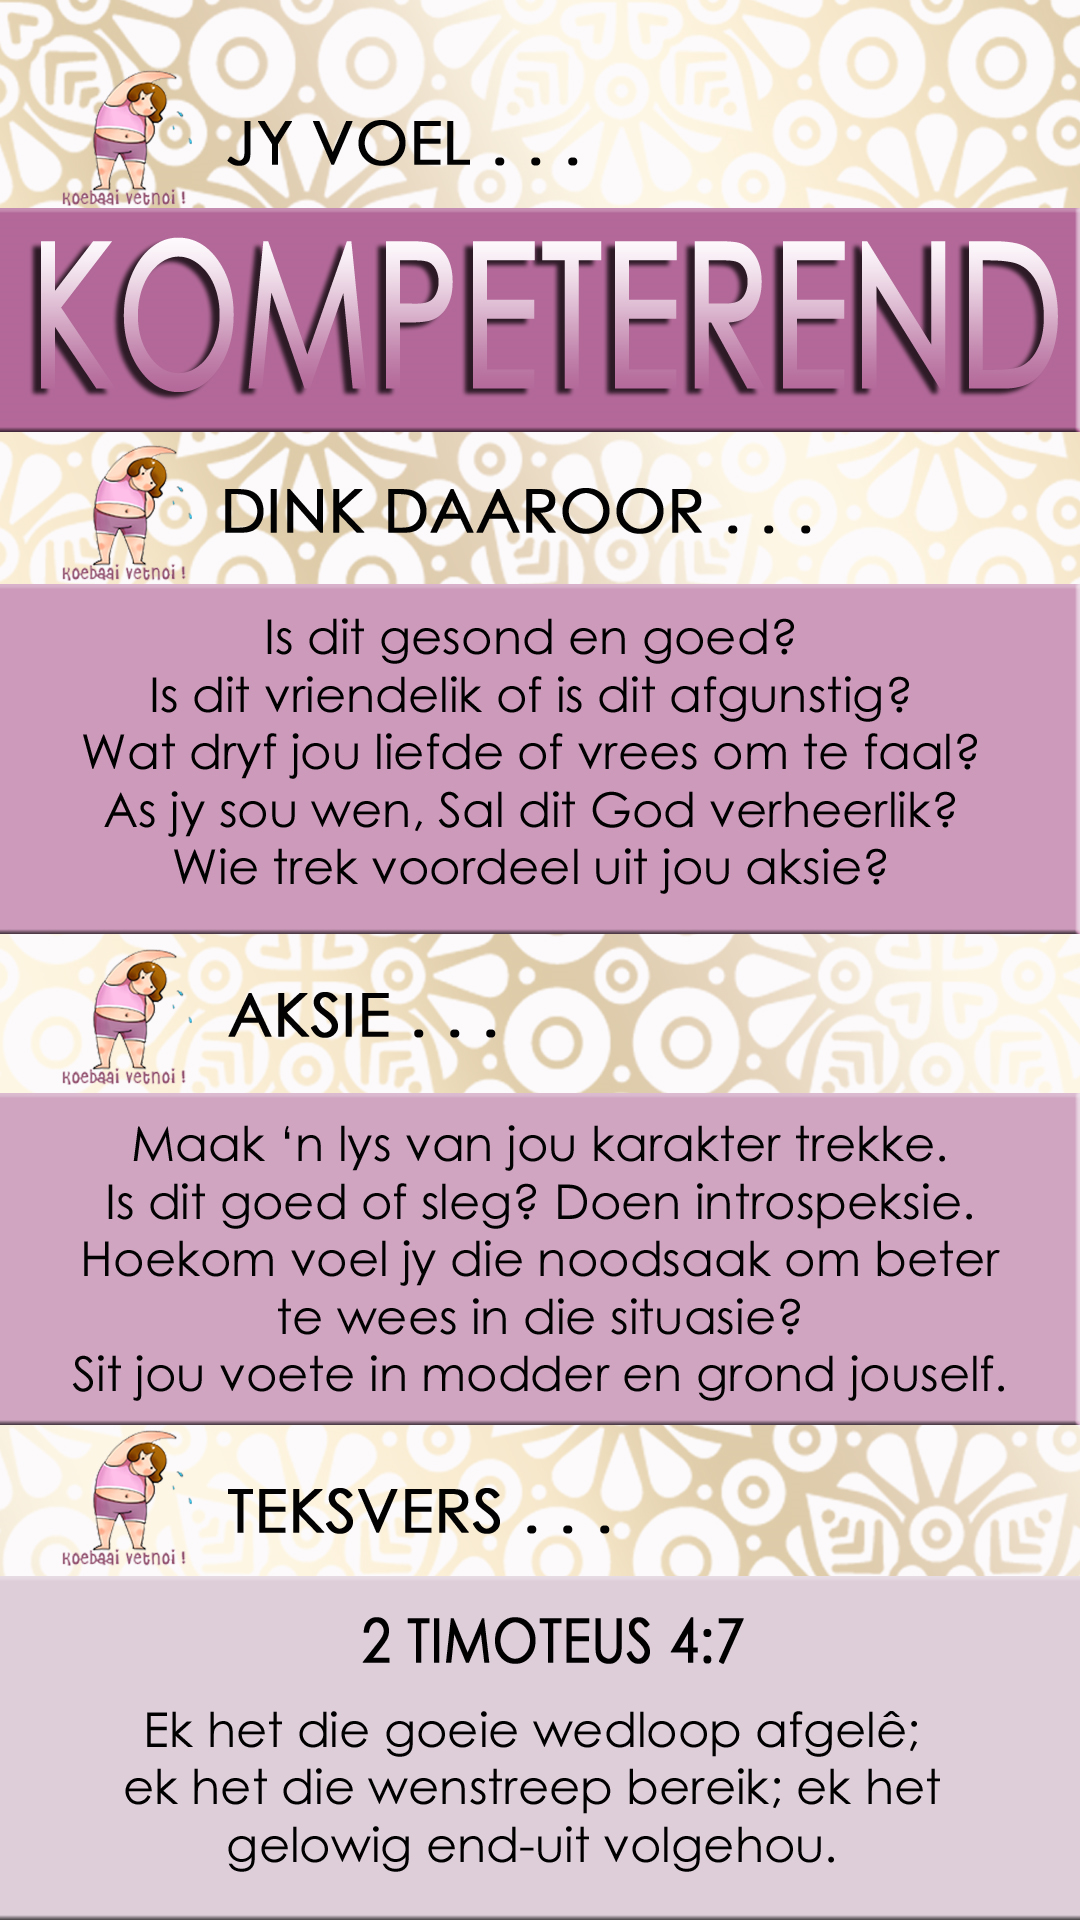 JY VOEL . . .
Koebaai vetnoi !
KOMPETEREND
DINK DAAROOR . . .
Koebaai vetnoi !
Is dit gesond en goed?
Is dit vriendelik of is dit afgunstig?
Wat dryf jou liefde of vrees om te faal?
As jy sou wen, Sal dit God verheerlik?
Wie trek voordeel uit jou aksie?
AKSIE . . .
Koebaai vetnoi !
Maak ‘n lys van jou karakter trekke.
Is dit goed of sleg? Doen introspeksie.
Hoekom voel jy die noodsaak om beter
te wees in die situasie?
Sit jou voete in modder en grond jouself.
TEKSVERS . . .
Koebaai vetnoi !
2 TIMOTEUS 4:7
Ek het die goeie wedloop afgelê;
ek het die wenstreep bereik; ek het
gelowig end-uit volgehou.